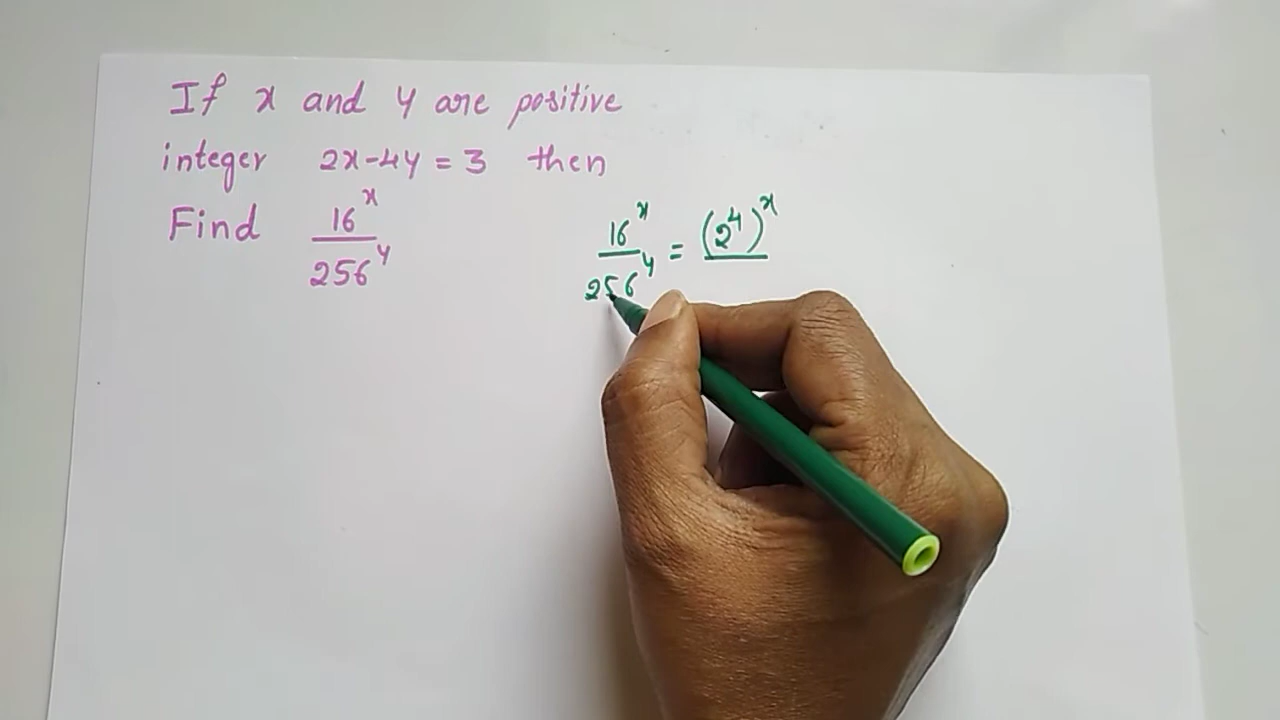 If x and y are positive
integer 2x-4y = 3 then
Find 16^x / 256^y
16^x / 256^y = (2^4)^x